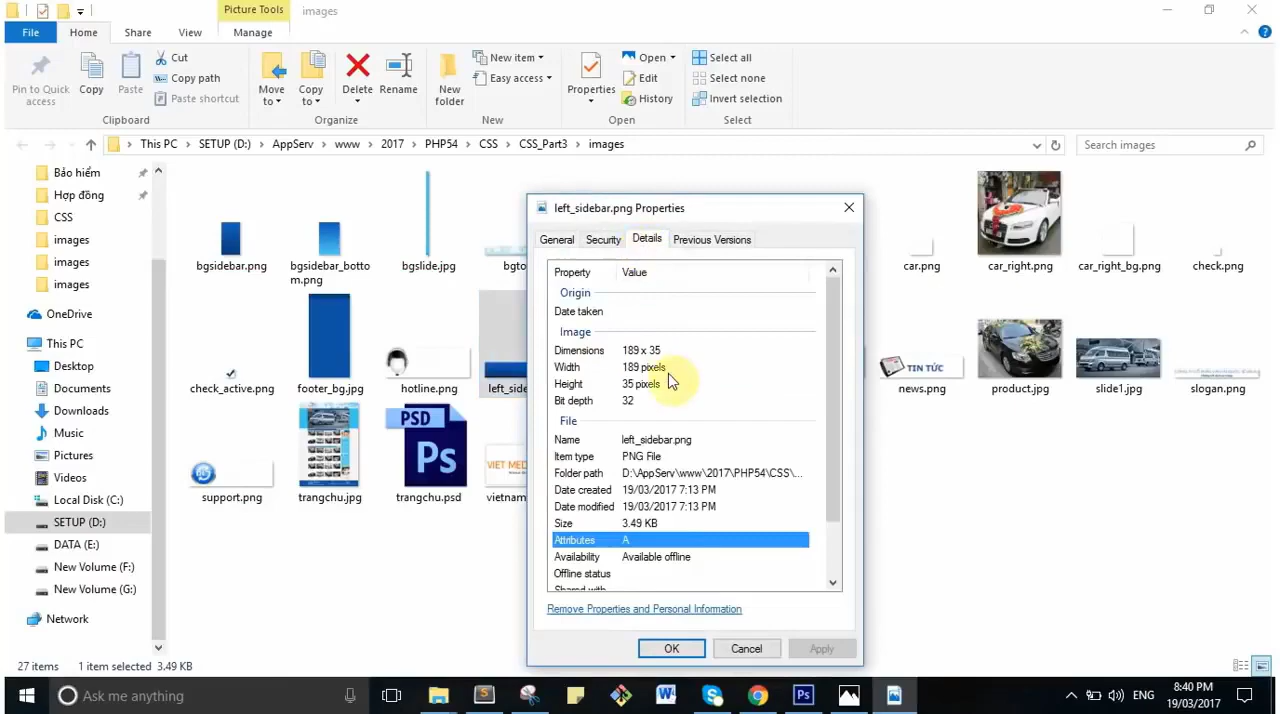 Picture Tools
images
File
Home
Share
View
Manage
Pin to Quick
access
Copy
Paste
Cut
Copy path
Paste shortcut
Move
to
Copy
to
Delete
Rename
New
folder
New item
Easy access
Properties
Open
Edit
History
Select all
Select none
Invert selection
Clipboard
Organize
New
Open
Select
This PC
SETUP (D:)
AppServ
www
2017
PHP54
CSS
CSS_Part3
images
Search images
Bảo hiểm
Hợp đồng
CSS
images
images
images
OneDrive
This PC
Desktop
Documents
Downloads
Music
Pictures
Videos
Local Disk (C:)
SETUP (D:)
DATA (E:)
New Volume (F:)
New Volume (G:)
Network
bgsidebar.png
bgsidebar_botto
m.png
bgslide.jpg
bgto
car.png
car_right.png
car_right_bg.png
check.png
check_active.png
footer_bg.jpg
hotline.png
left_side
TIN TỨC
news.png
product.jpg
slide1.jpg
slogan.png
PSD
Ps
VIET MED
support.png
trangchu.jpg
trangchu.psd
vietnam
left_sidebar.png Properties
General
Security
Details
Previous Versions
Property Value
Origin
Date taken
Image
Dimensions 189 x 35
Width 189 pixels
Height 35 pixels
Bit depth 32
File
Name left_sidebar.png
Item type PNG File
Folder path D:\AppServ\www\2017\PHP54\CSS\...
Date created 19/03/2017 7:13 PM
Date modified 19/03/2017 7:13 PM
Size 3.49 KB
Attributes A
Availability Available offline
Offline status
Shared with
Remove Properties and Personal Information
OK
Cancel
Apply
27 items 1 item selected 3.49 KB
Ask me anything
ENG
8:40 PM
19/03/2017